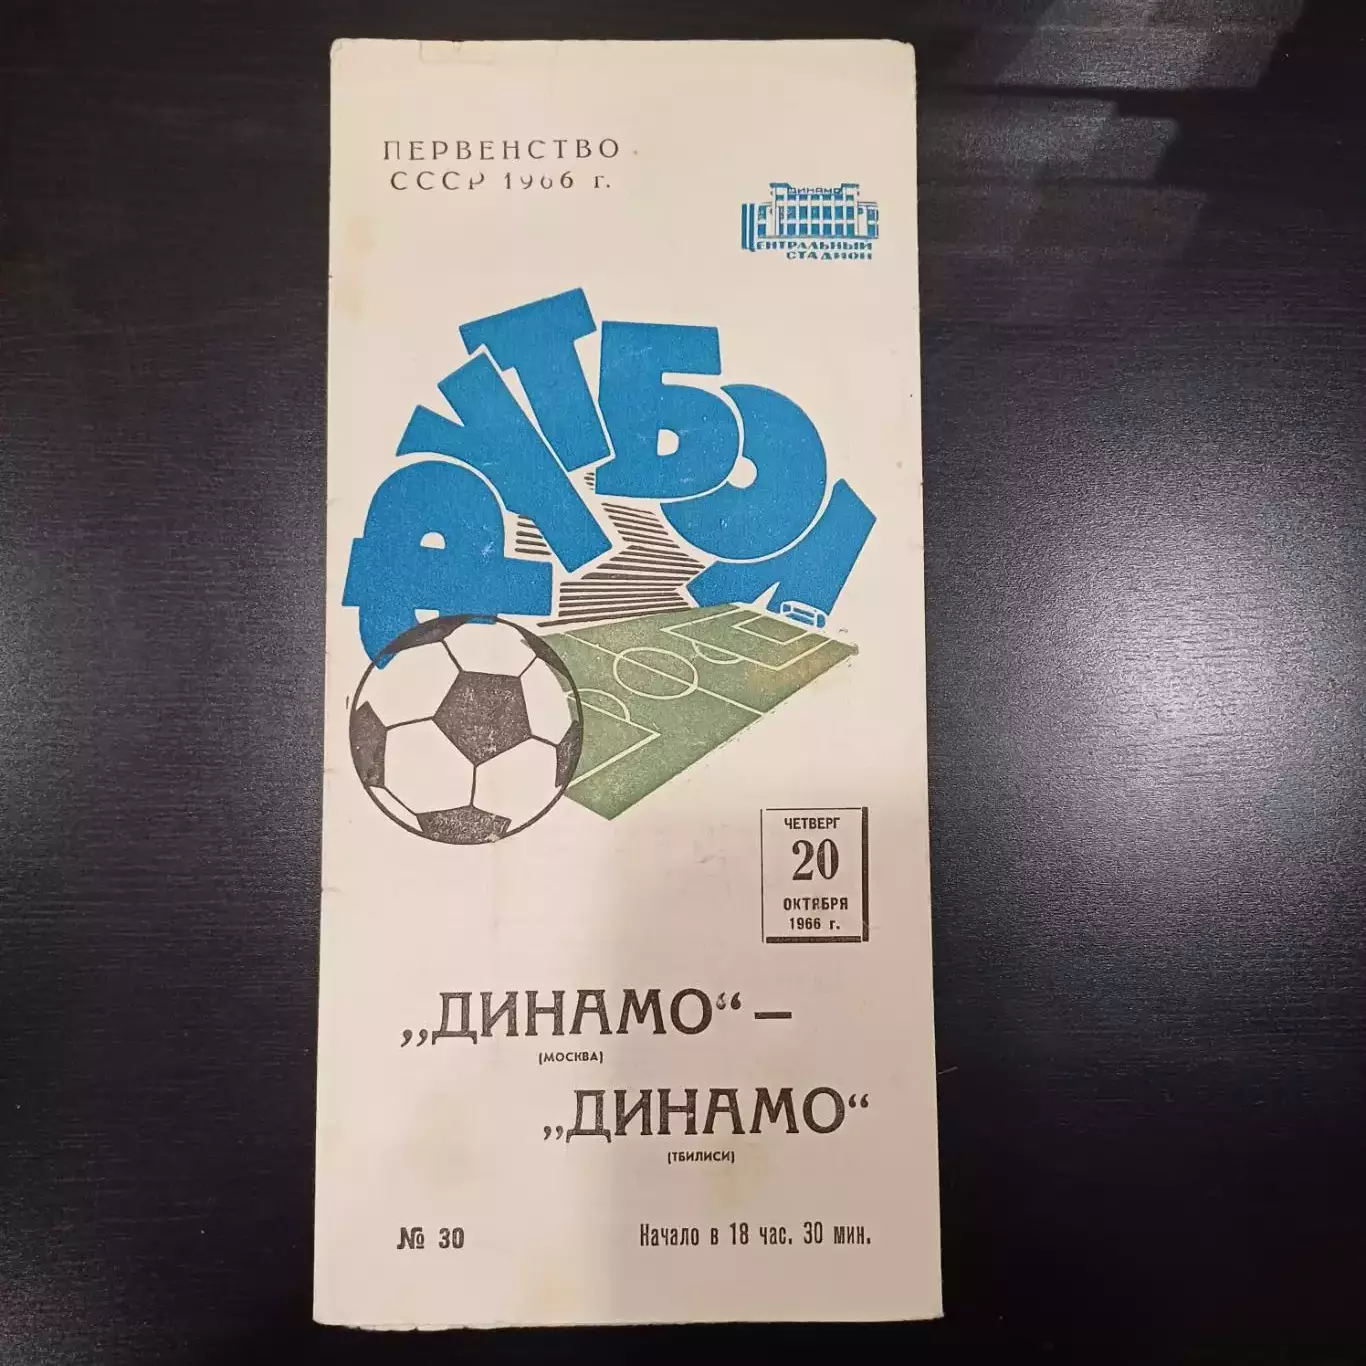 ПЕРВЕНСТВО
СССР 1966 г.
ДИНАМО
ЦЕНТРАЛЬНЫЙ
СТАДИОН
ФУТБОЛ
ЧЕТВЕРГ
20
ОКТЯБРЯ
1966 г.
„ДИНАМО“ —
(МОСКВА)
„ДИНАМО“
(ТБИЛИСИ)
№ 30
Начало в 18 час. 30 мин.